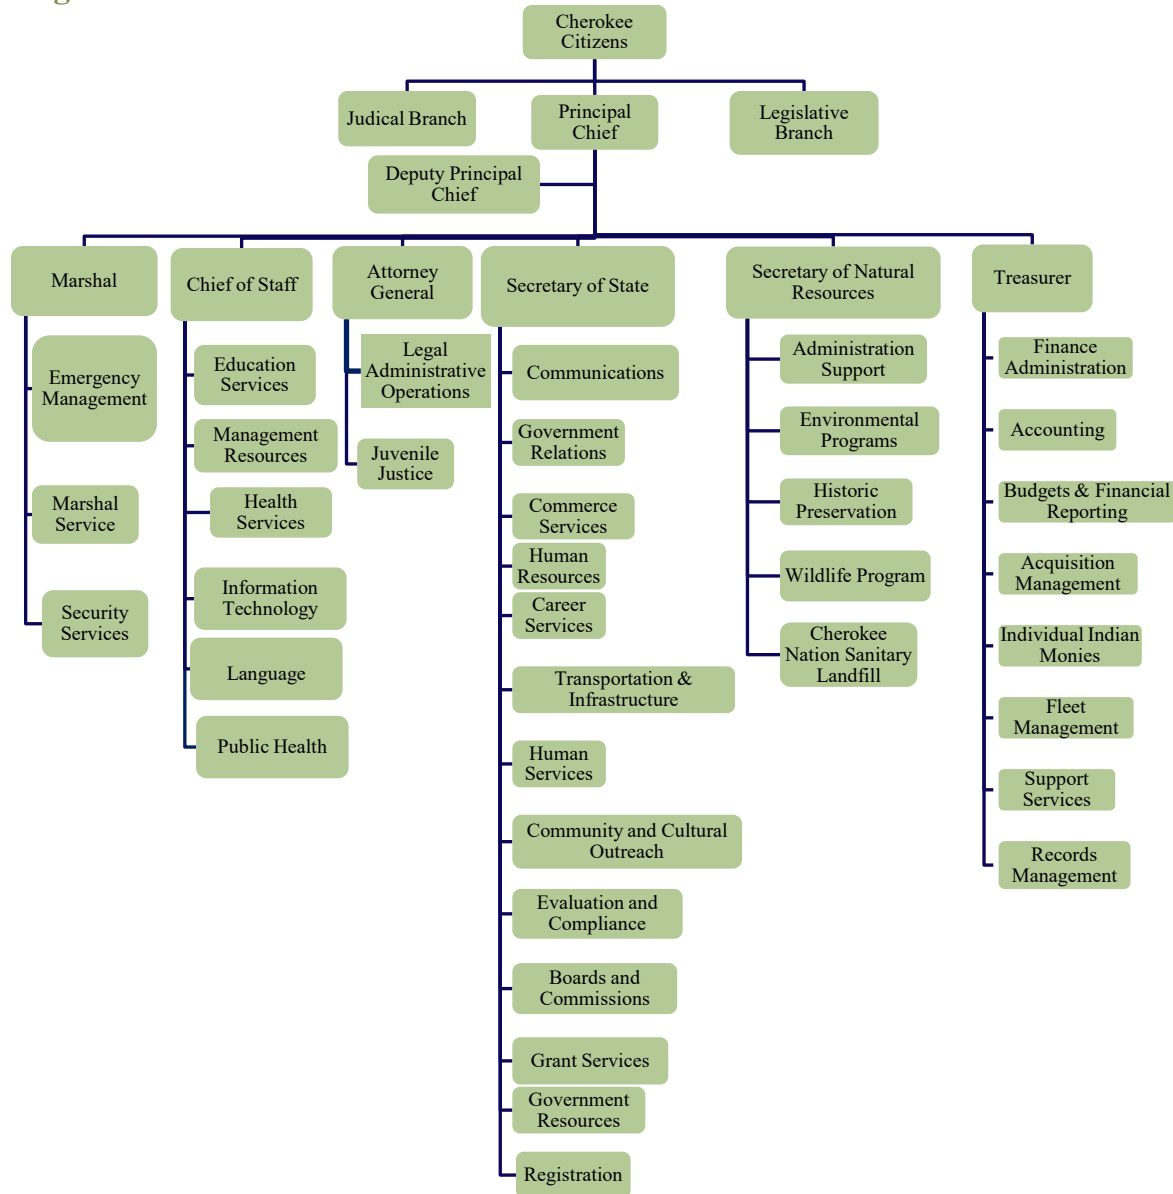 Cherokee
Citizens
Judical Branch
Principal
Chief
Legislative
Branch
Deputy Principal
Chief
Marshal
Emergency
Management
Marshal
Service
Security
Services
Chief of Staff
Education
Services
Management
Resources
Health
Services
Information
Technology
Language
Public Health
Attorney
General
Legal
Administrative
Operations
Juvenile
Justice
Secretary of State
Communications
Government
Relations
Commerce
Services
Human
Resources
Career
Services
Transportation &
Infrastructure
Human
Services
Community and Cultural
Outreach
Evaluation and
Compliance
Boards and
Commissions
Grant Services
Government
Resources
Registration
Secretary of Natural
Resources
Administration
Support
Environmental
Programs
Historic
Preservation
Wildlife Program
Cherokee
Nation Sanitary
Landfill
Treasurer
Finance
Administration
Accounting
Budgets & Financial
Reporting
Acquisition
Management
Individual Indian
Monies
Fleet
Management
Support
Services
Records
Management